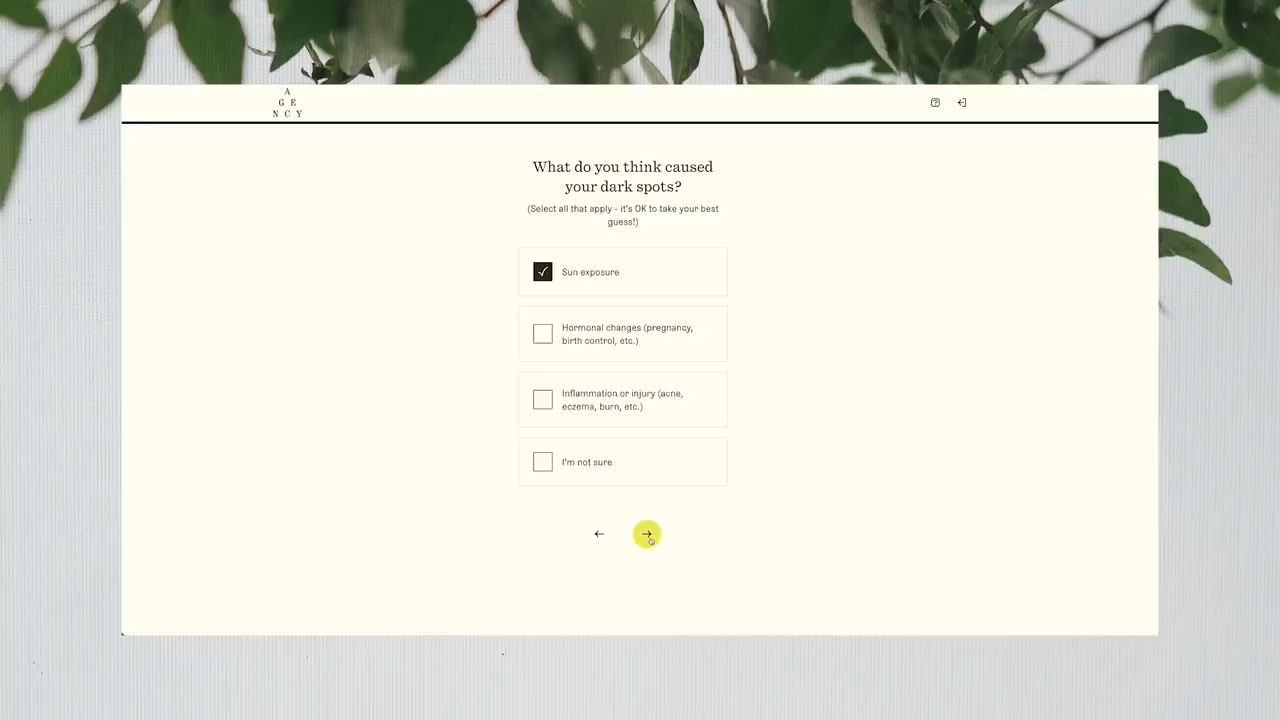 A
G E
N C Y
What do you think caused
your dark spots?
(Select all that apply - it's OK to take your best
guess!)
Sun exposure
Hormonal changes (pregnancy,
birth control, etc.)
Inflammation or injury (acne,
eczema, burn, etc.)
I'm not sure